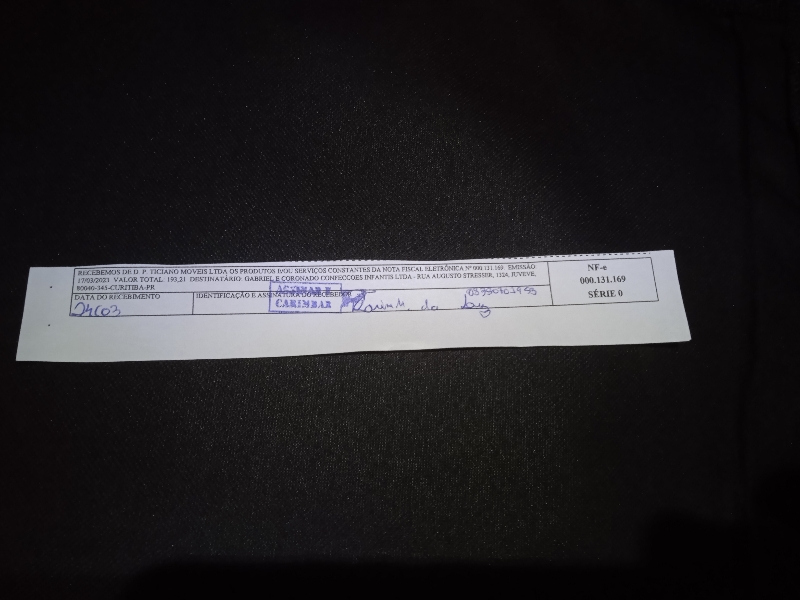 RECEBEMOS DE D. P. TICIANO MOVEIS LTDA OS PRODUTOS E/OU SERVIÇOS CONSTANTES DA NOTA FISCAL ELETRÔNICA Nº 000.131.169. EMISSÃO
17/03/2021 VALOR TOTAL: 193,21 DESTINATÁRIO: GABRIEL E CORONADO CONFECCOES INFANTIS LTDA - RUA AUGUSTO STRESSER, 1324, JUVEVE,
80040-345-CURITIBA-PR
DATA DO RECEBIMENTO
24/03
IDENTIFICAÇÃO E ASSINATURA DO RECEBEDOR
CARIMBAR
NF-e
000.131.169
SÉRIE 0